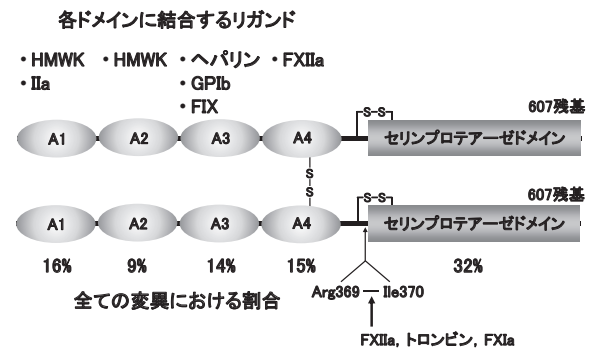 各ドメインに結合するリガンド
・HMWK ・HMWK ・ヘパリン ・FXIIa
・IIa ・GPIb
・FIX
S-S 607残基
A1 A2 A3 A4 セリンプロテアーゼドメイン
S
S
S-S 607残基
A1 A2 A3 A4 セリンプロテアーゼドメイン
16% 9% 14% 15% 32%
全ての変異における割合 Arg369 — Ile370
FXIIa, トロンビン, FXIa